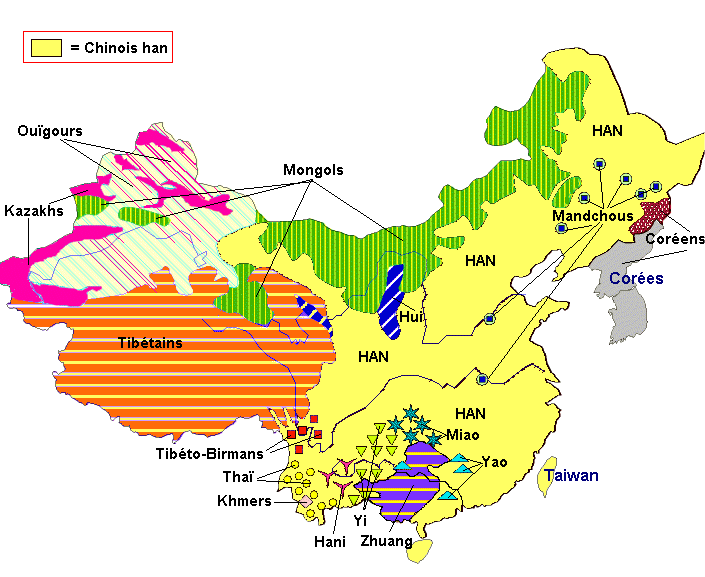 = Chinois han
Ouïgours
HAN
Mongols
Kazakhs
Mandchous
Coréens
HAN
Corées
Hui
Tibétains
HAN
HAN
Miao
Tibéto-Birmans
Yao
Thaï
Taiwan
Khmers
Yi
Hani
Zhuang